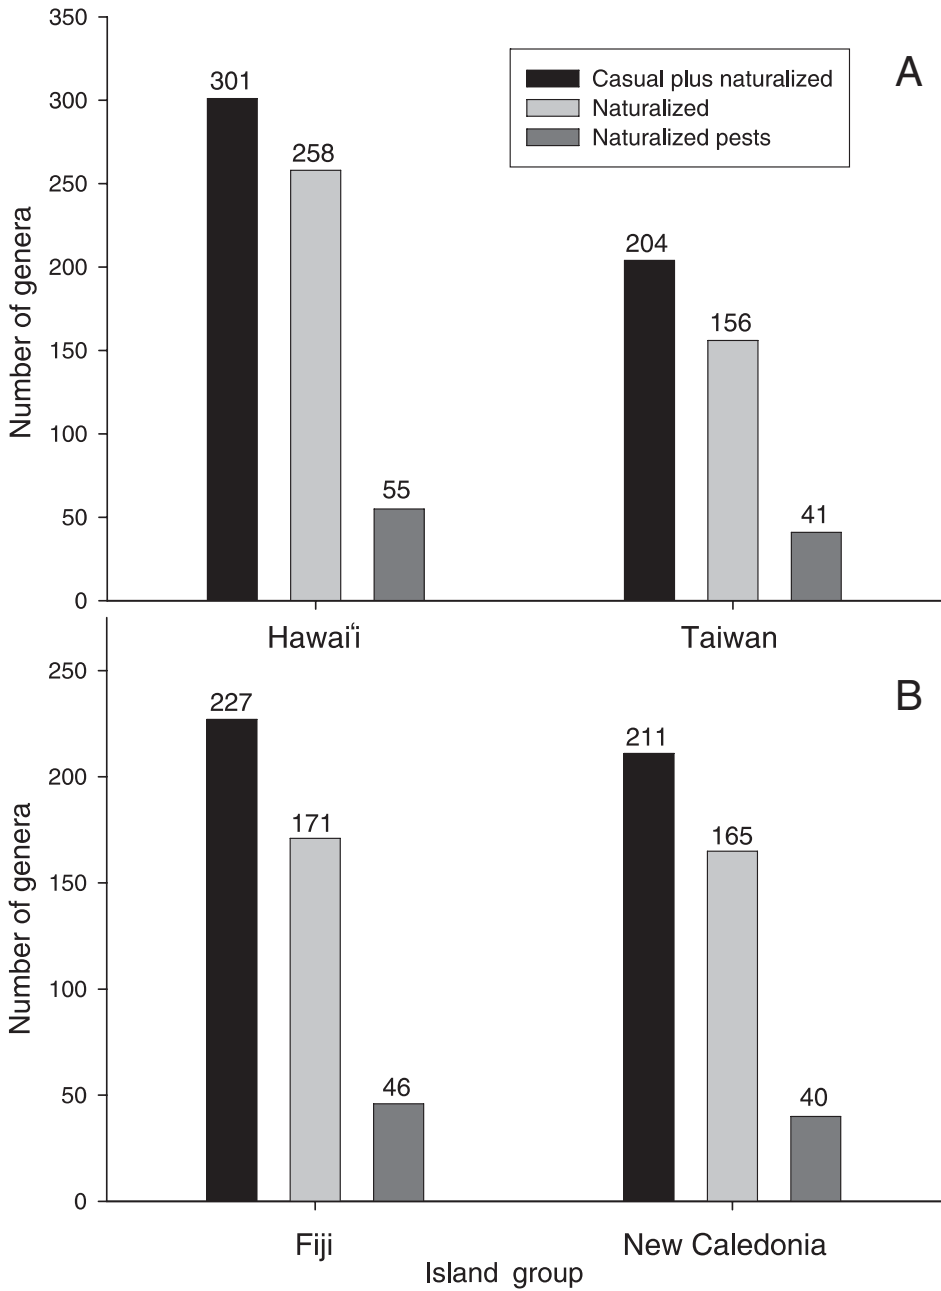 350
A
Casual plus naturalized
Naturalized
Naturalized pests
301
300
258
250
204
200
156
150
100
55
50
41
0
Number of genera
Hawai‘i
Taiwan
B
250
227
211
200
171
165
150
100
50
46
40
0
Number of genera
Fiji
New Caledonia
Island group